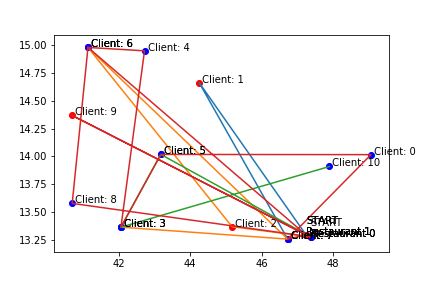 15.00
14.75
14.50
14.25
14.00
13.75
13.50
13.25
42
44
46
48
Client: 6
Client: 4
Client: 1
Client: 9
Client: 5
Client: 0
Client: 10
Client: 8
Client: 3
Client: 2
START
START